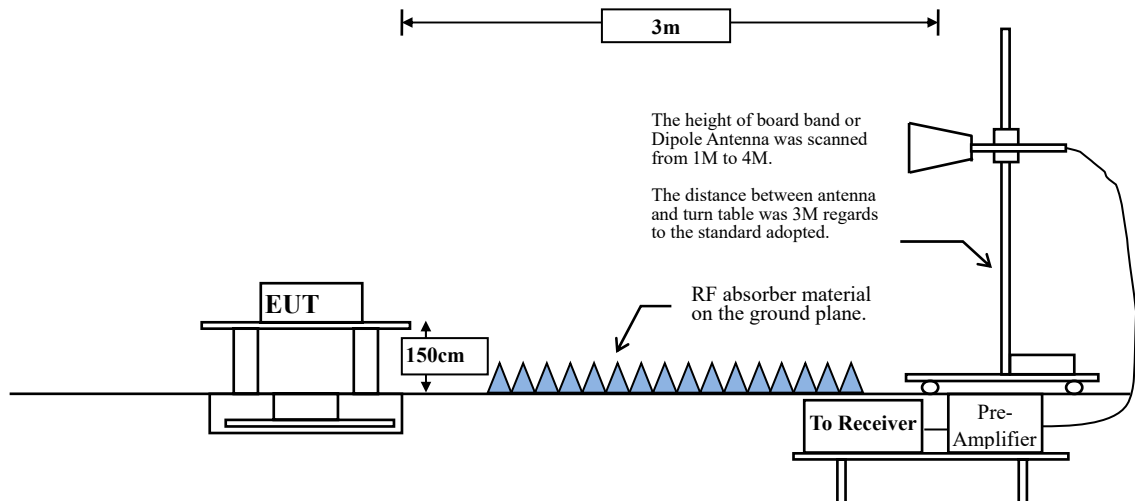 3m
The height of board band or
Dipole Antenna was scanned
from 1M to 4M.
The distance between antenna
and turn table was 3M regards
to the standard adopted.
EUT
RF absorber material
on the ground plane.
150cm
To Receiver
Pre-
Amplifier